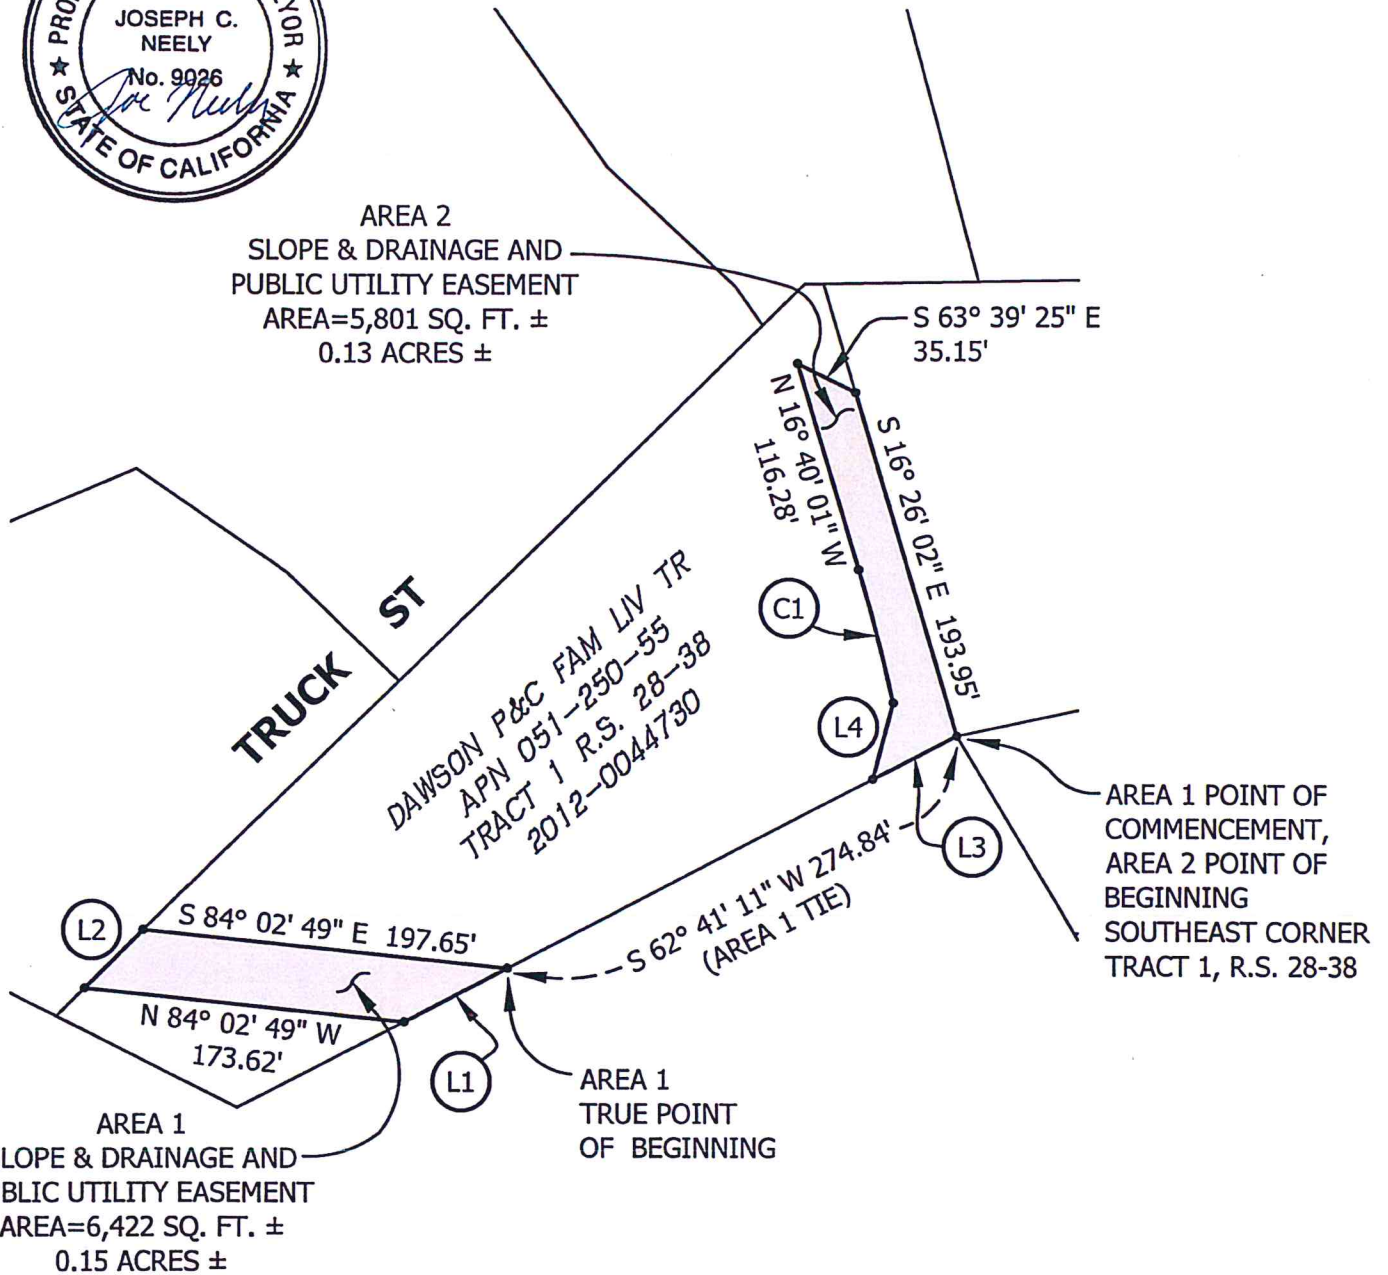 JOSEPH C.
NEELY
No. 9026
STATE OF CALIFORNIA
AREA 2
SLOPE & DRAINAGE AND
PUBLIC UTILITY EASEMENT
AREA=5,801 SQ. FT. ±
0.13 ACRES ±
S 63° 39' 25" E
35.15'
N 16° 40' 01" W
116.28'
S 16° 26' 02" E 193.95'
C1
L4
TRUCK ST
DAWSON P&C FAM LIV TR
APN 051-250-55
TRACT 1 R.S. 28-38
2012-0044730
AREA 1 POINT OF
COMMENCEMENT,
AREA 2 POINT OF
BEGINNING
SOUTHEAST CORNER
TRACT 1, R.S. 28-38
L3
S 62° 41' 11" W 274.84'
(AREA 1 TIE)
L2
S 84° 02' 49" E 197.65'
N 84° 02' 49" W
173.62'
L1
AREA 1
TRUE POINT
OF BEGINNING
AREA 1
LOPE & DRAINAGE AND
BLIC UTILITY EASEMENT
AREA=6,422 SQ. FT. ±
0.15 ACRES ±